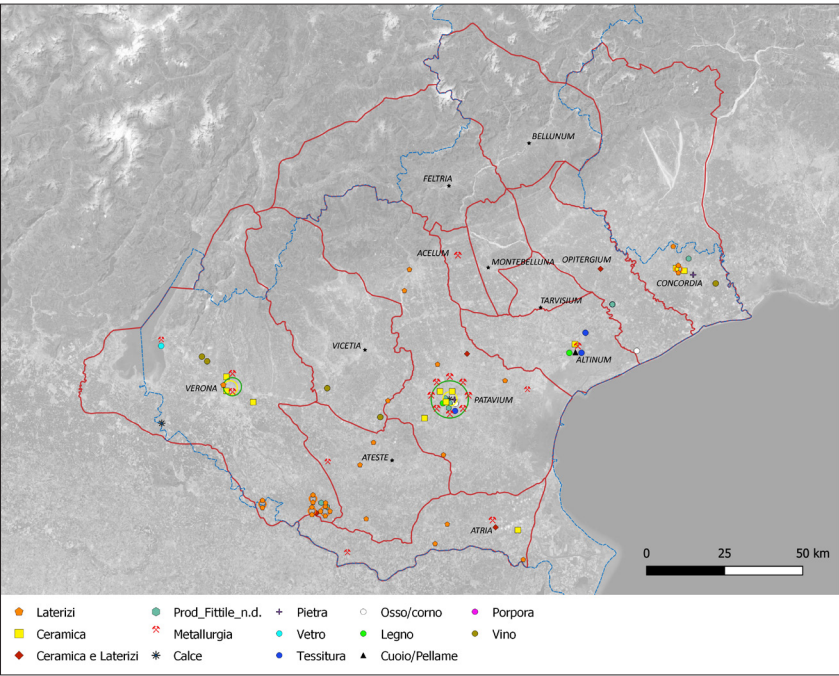 BELLUNUM
FELTRIA
ACELUM
MONTEBELLUNA
OPITERGIUM
CONCORDIA
TARVISIUM
VICETIA
ALTINUM
VERONA
PATAVIUM
ATESTE
ATRIA
0 25 50 km
Laterizi Prod_Fittile_n.d. Pietra Osso/corno Porpora
Ceramica Metallurgia Vetro Legno Vino
Ceramica e Laterizi Calce Tessitura Cuoio/Pellame